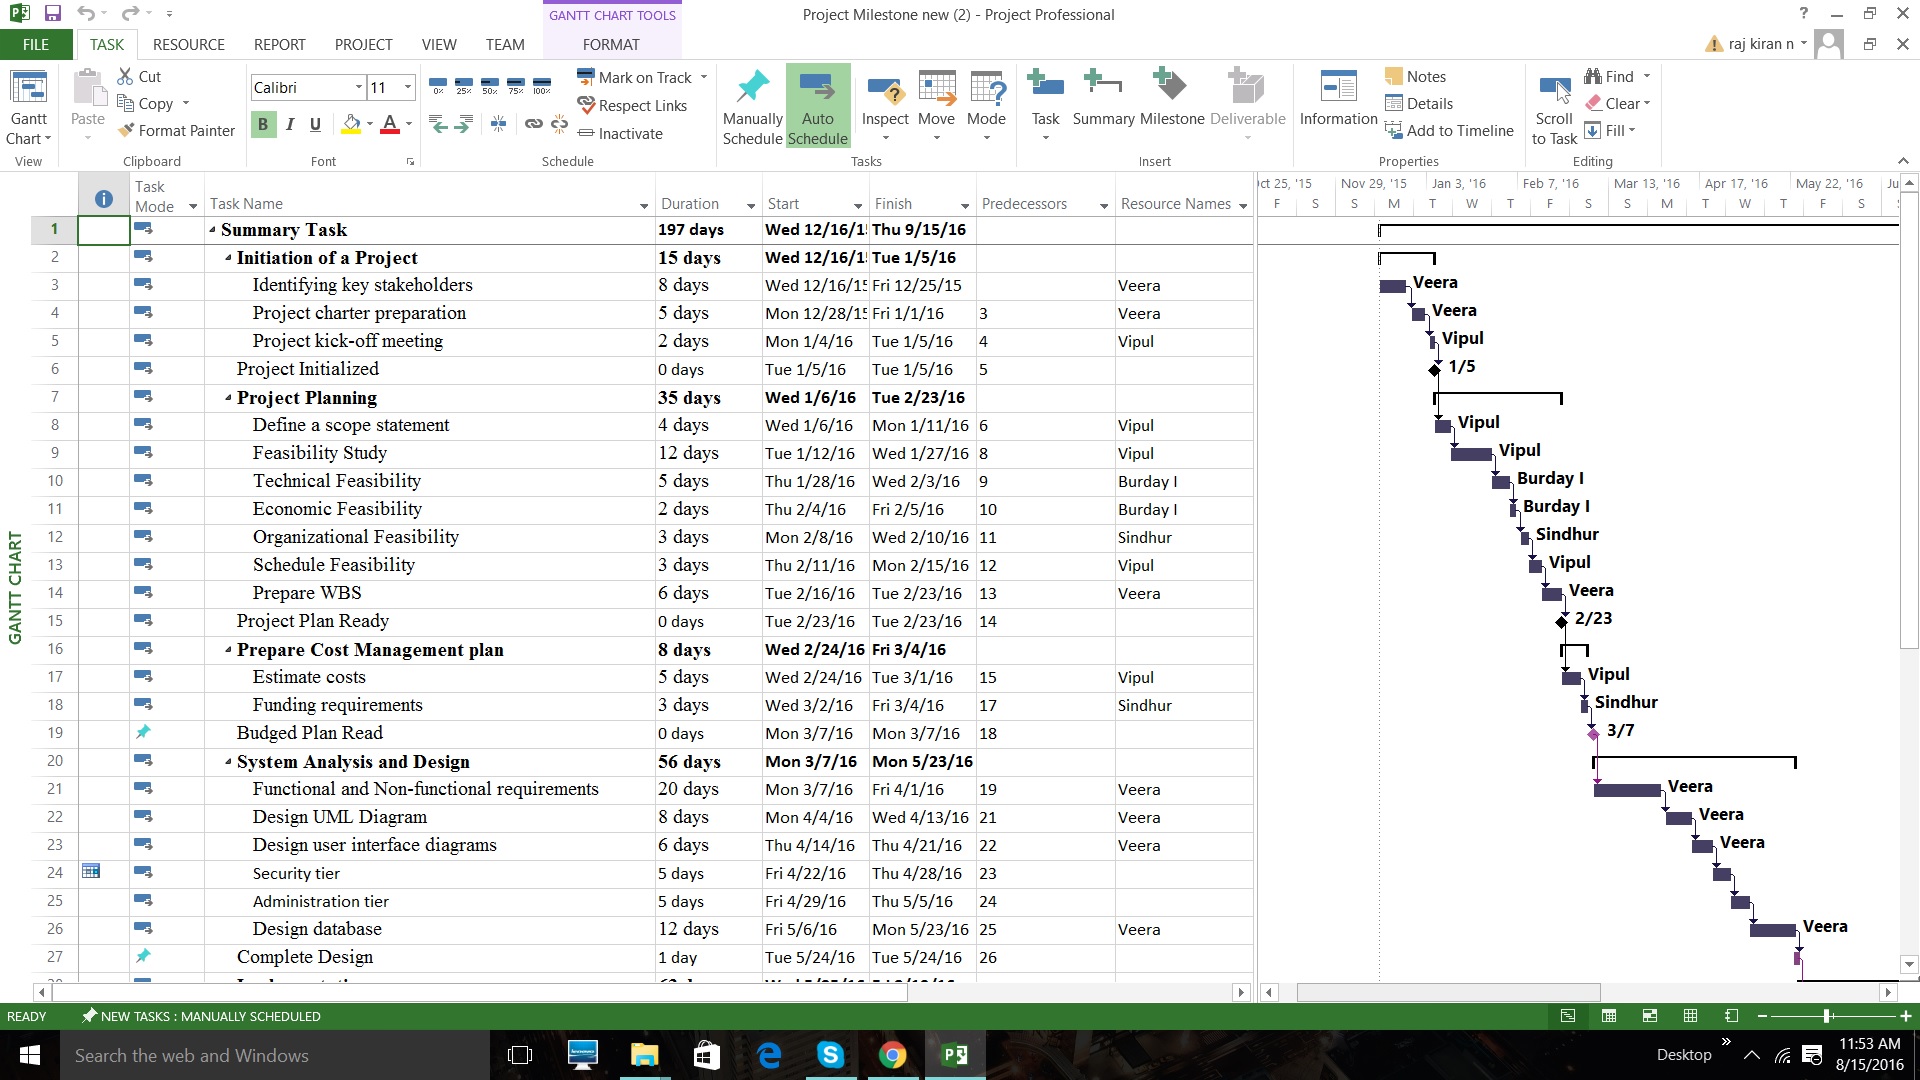 GANTT CHART TOOLS
Project Milestone new (2) - Project Professional
?
FILE TASK RESOURCE REPORT PROJECT VIEW TEAM FORMAT
raj kiran n
Gantt Chart
View
Paste
Cut
Copy
Format Painter
Clipboard
Calibri 11
B I U A
Font
0% 25% 50% 75% 100%
Mark on Track
Respect Links
Inactivate
Schedule
Manually Schedule
Auto Schedule
Inspect
Move
Mode
Tasks
Task
Summary
Milestone
Deliverable
Insert
Information
Notes
Details
Add to Timeline
Properties
Scroll to Task
Find
Clear
Fill
Editing
GANTT CHART
Task Mode Task Name Duration Start Finish Predecessors Resource Names
1 Summary Task 197 days Wed 12/16/15 Thu 9/15/16
2 Initiation of a Project 15 days Wed 12/16/15 Tue 1/5/16
3 Identifying key stakeholders 8 days Wed 12/16/15 Fri 12/25/15 Veera
4 Project charter preparation 5 days Mon 12/28/15 Fri 1/1/16 3 Veera
5 Project kick-off meeting 2 days Mon 1/4/16 Tue 1/5/16 4 Vipul
6 Project Initialized 0 days Tue 1/5/16 Tue 1/5/16 5
7 Project Planning 35 days Wed 1/6/16 Tue 2/23/16
8 Define a scope statement 4 days Wed 1/6/16 Mon 1/11/16 6 Vipul
9 Feasibility Study 12 days Tue 1/12/16 Wed 1/27/16 8 Vipul
10 Technical Feasibility 5 days Thu 1/28/16 Wed 2/3/16 9 Burday I
11 Economic Feasibility 2 days Thu 2/4/16 Fri 2/5/16 10 Burday I
12 Organizational Feasibility 3 days Mon 2/8/16 Wed 2/10/16 11 Sindhur
13 Schedule Feasibility 3 days Thu 2/11/16 Mon 2/15/16 12 Vipul
14 Prepare WBS 6 days Tue 2/16/16 Tue 2/23/16 13 Veera
15 Project Plan Ready 0 days Tue 2/23/16 Tue 2/23/16 14
16 Prepare Cost Management plan 8 days Wed 2/24/16 Fri 3/4/16
17 Estimate costs 5 days Wed 2/24/16 Tue 3/1/16 15 Vipul
18 Funding requirements 3 days Wed 3/2/16 Fri 3/4/16 17 Sindhur
19 Budged Plan Read 0 days Mon 3/7/16 Mon 3/7/16 18
20 System Analysis and Design 56 days Mon 3/7/16 Mon 5/23/16
21 Functional and Non-functional requirements 20 days Mon 3/7/16 Fri 4/1/16 19 Veera
22 Design UML Diagram 8 days Mon 4/4/16 Wed 4/13/16 21 Veera
23 Design user interface diagrams 6 days Thu 4/14/16 Thu 4/21/16 22 Veera
24 Security tier 5 days Fri 4/22/16 Thu 4/28/16 23
25 Administration tier 5 days Fri 4/29/16 Thu 5/5/16 24
26 Design database 12 days Fri 5/6/16 Mon 5/23/16 25 Veera
27 Complete Design 1 day Tue 5/24/16 Tue 5/24/16 26
ct 25, '15 Nov 29, '15 Jan 3, '16 Feb 7, '16 Mar 13, '16 Apr 17, '16 May 22, '16 Ju
F S S M T T F S S M T W T F S
Veera
Veera
Vipul
1/5
Vipul
Vipul
Burday I
Burday I
Sindhur
Vipul
Veera
2/23
Vipul
Sindhur
3/7
Veera
Veera
Veera
Veera
READY NEW TASKS : MANUALLY SCHEDULED
Search the web and Windows
Desktop
11:53 AM
8/15/2016